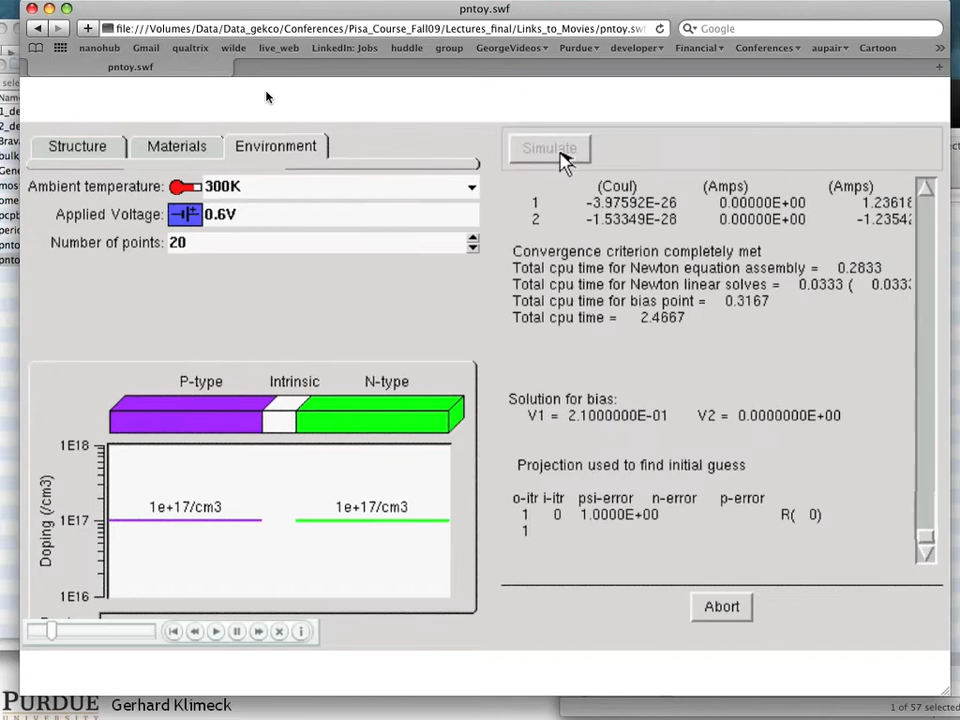 pntoy.swf
file:///Volumes/Data/Data_gekco/Conferences/Pisa_Course_Fall09/Lectures_final/Links_to_Movies/pntoy.sw
Google
nanohub Gmail qualtrix wilde live_web LinkedIn: Jobs huddle group GeorgeVideos Purdue developer Financial Conferences aupair Cartoon
pntoy.swf
Structure Materials Environment
Simulate
Ambient temperature: 300K
Applied Voltage: 0.6V
Number of points: 20
(Coul) (Amps) (Amps)
1 -3.97592E-26 0.00000E+00 1.23618
2 -1.53349E-28 0.00000E+00 -1.23542
Convergence criterion completely met
Total cpu time for Newton equation assembly = 0.2833
Total cpu time for Newton linear solves = 0.0333 ( 0.0333
Total cpu time for bias point = 0.3167
Total cpu time = 2.4667
Solution for bias:
V1 = 2.1000000E-01 V2 = 0.0000000E+00
Projection used to find initial guess
o-itr i-itr psi-error n-error p-error
1 0 1.0000E+00 R( 0)
1
Abort
P-type Intrinsic N-type
Doping (/cm3)
1E18
1E17
1E16
1e+17/cm3 1e+17/cm3
PURDUE
Gerhard Klimeck
1 of 57 selected